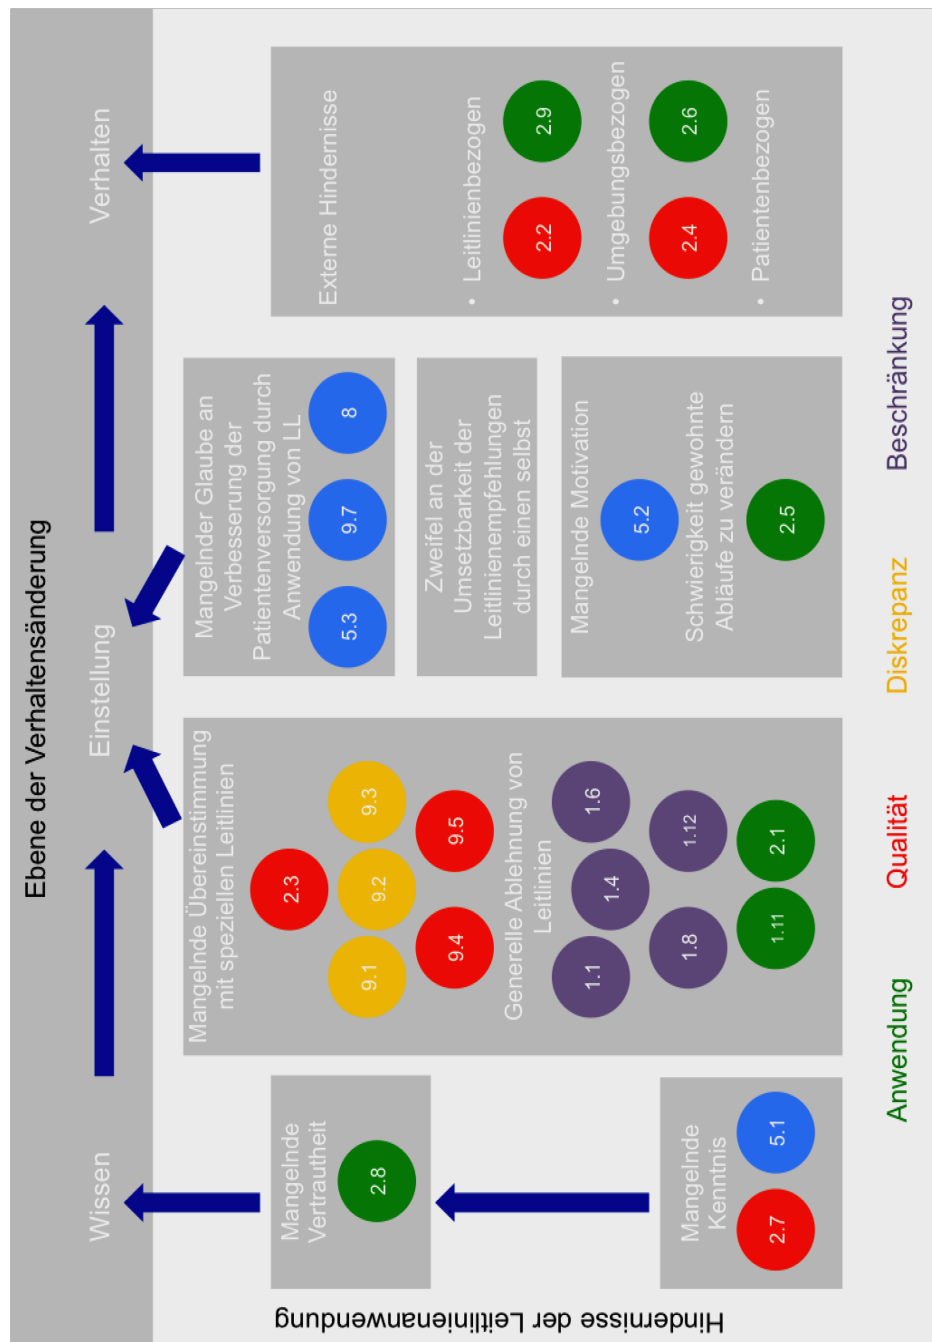 Ebene der Verhaltensänderung
Wissen
Einstellung
Verhalten
Hindernisse der Leitlinienanwendung
Mangelnde
Vertrautheit
2.8
Mangelnde
Kenntnis
2.7
5.1
Mangelnde Übereinstimmung
mit speziellen Leitlinien
2.3
9.1
9.2
9.3
9.4
9.5
Generelle Ablehnung von
Leitlinien
1.1
1.4
1.6
1.8
1.12
1.11
2.1
Mangelnder Glaube an
Verbesserung der
Patientenversorgung durch
Anwendung von LL
5.3
9.7
8
Zweifel an der
Umsetzbarkeit der
Leitlinienempfehlungen
durch einen selbst
Mangelnde Motivation
5.2
Schwierigkeit gewohnte
Abläufe zu verändern
2.5
Externe Hindernisse
• Leitlinienbezogen
2.2
2.9
• Umgebungsbezogen
2.4
2.6
• Patientenbezogen
Anwendung
Qualität
Diskrepanz
Beschränkung